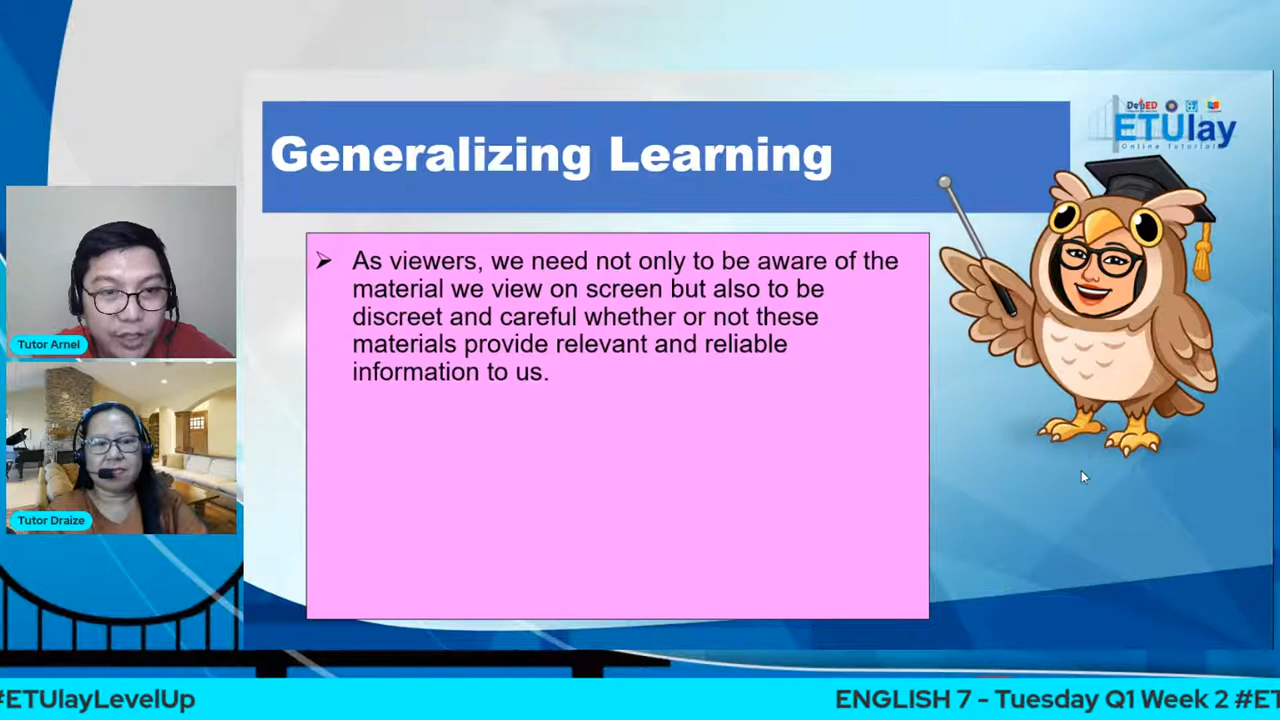 Generalizing Learning
DepED
ETUlay
Online Tutorial
➢ As viewers, we need not only to be aware of the
material we view on screen but also to be
discreet and careful whether or not these
materials provide relevant and reliable
information to us.
Tutor Arnel
Tutor Draize
#ETUlayLevelUp
ENGLISH 7 - Tuesday Q1 Week 2 #ET